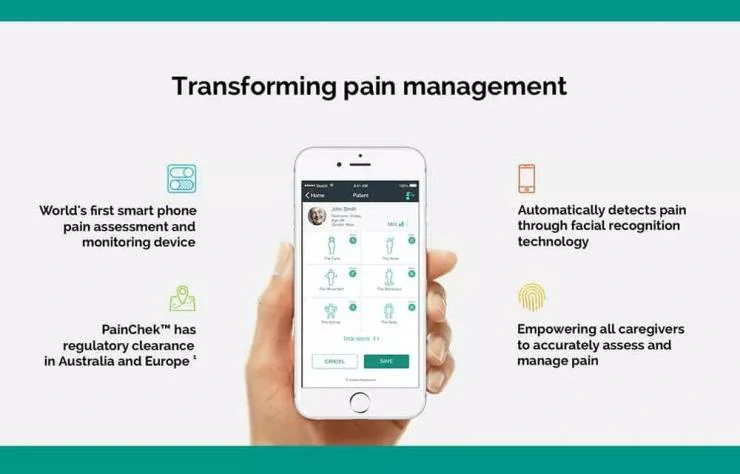 Transforming pain management
World's first smart phone
pain assessment and
monitoring device
PainChek™ has
regulatory clearance
in Australia and Europe ¹
Home
Patient
John Smith
Mild
The Face
The Voice
The Movement
The Behaviour
The Activity
The Body
Total score: 11
CANCEL
SAVE
Automatically detects pain
through facial recognition
technology
Empowering all caregivers
to accurately assess and
manage pain